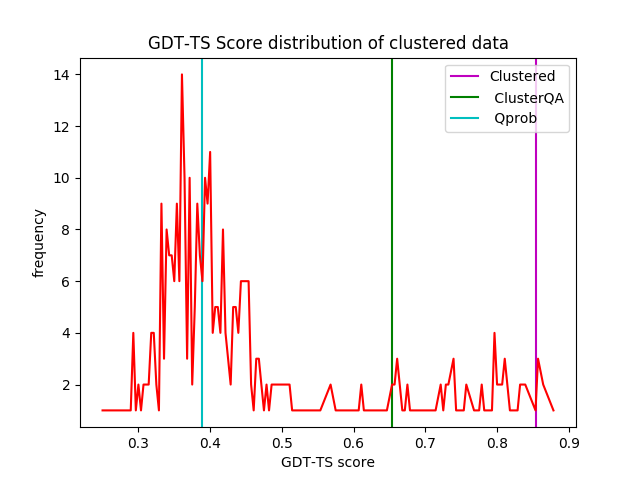 GDT-TS Score distribution of clustered data
14
12
10
8
6
4
2
frequency
Clustered
ClusterQA
Qprob
0.3 0.4 0.5 0.6 0.7 0.8 0.9
GDT-TS score